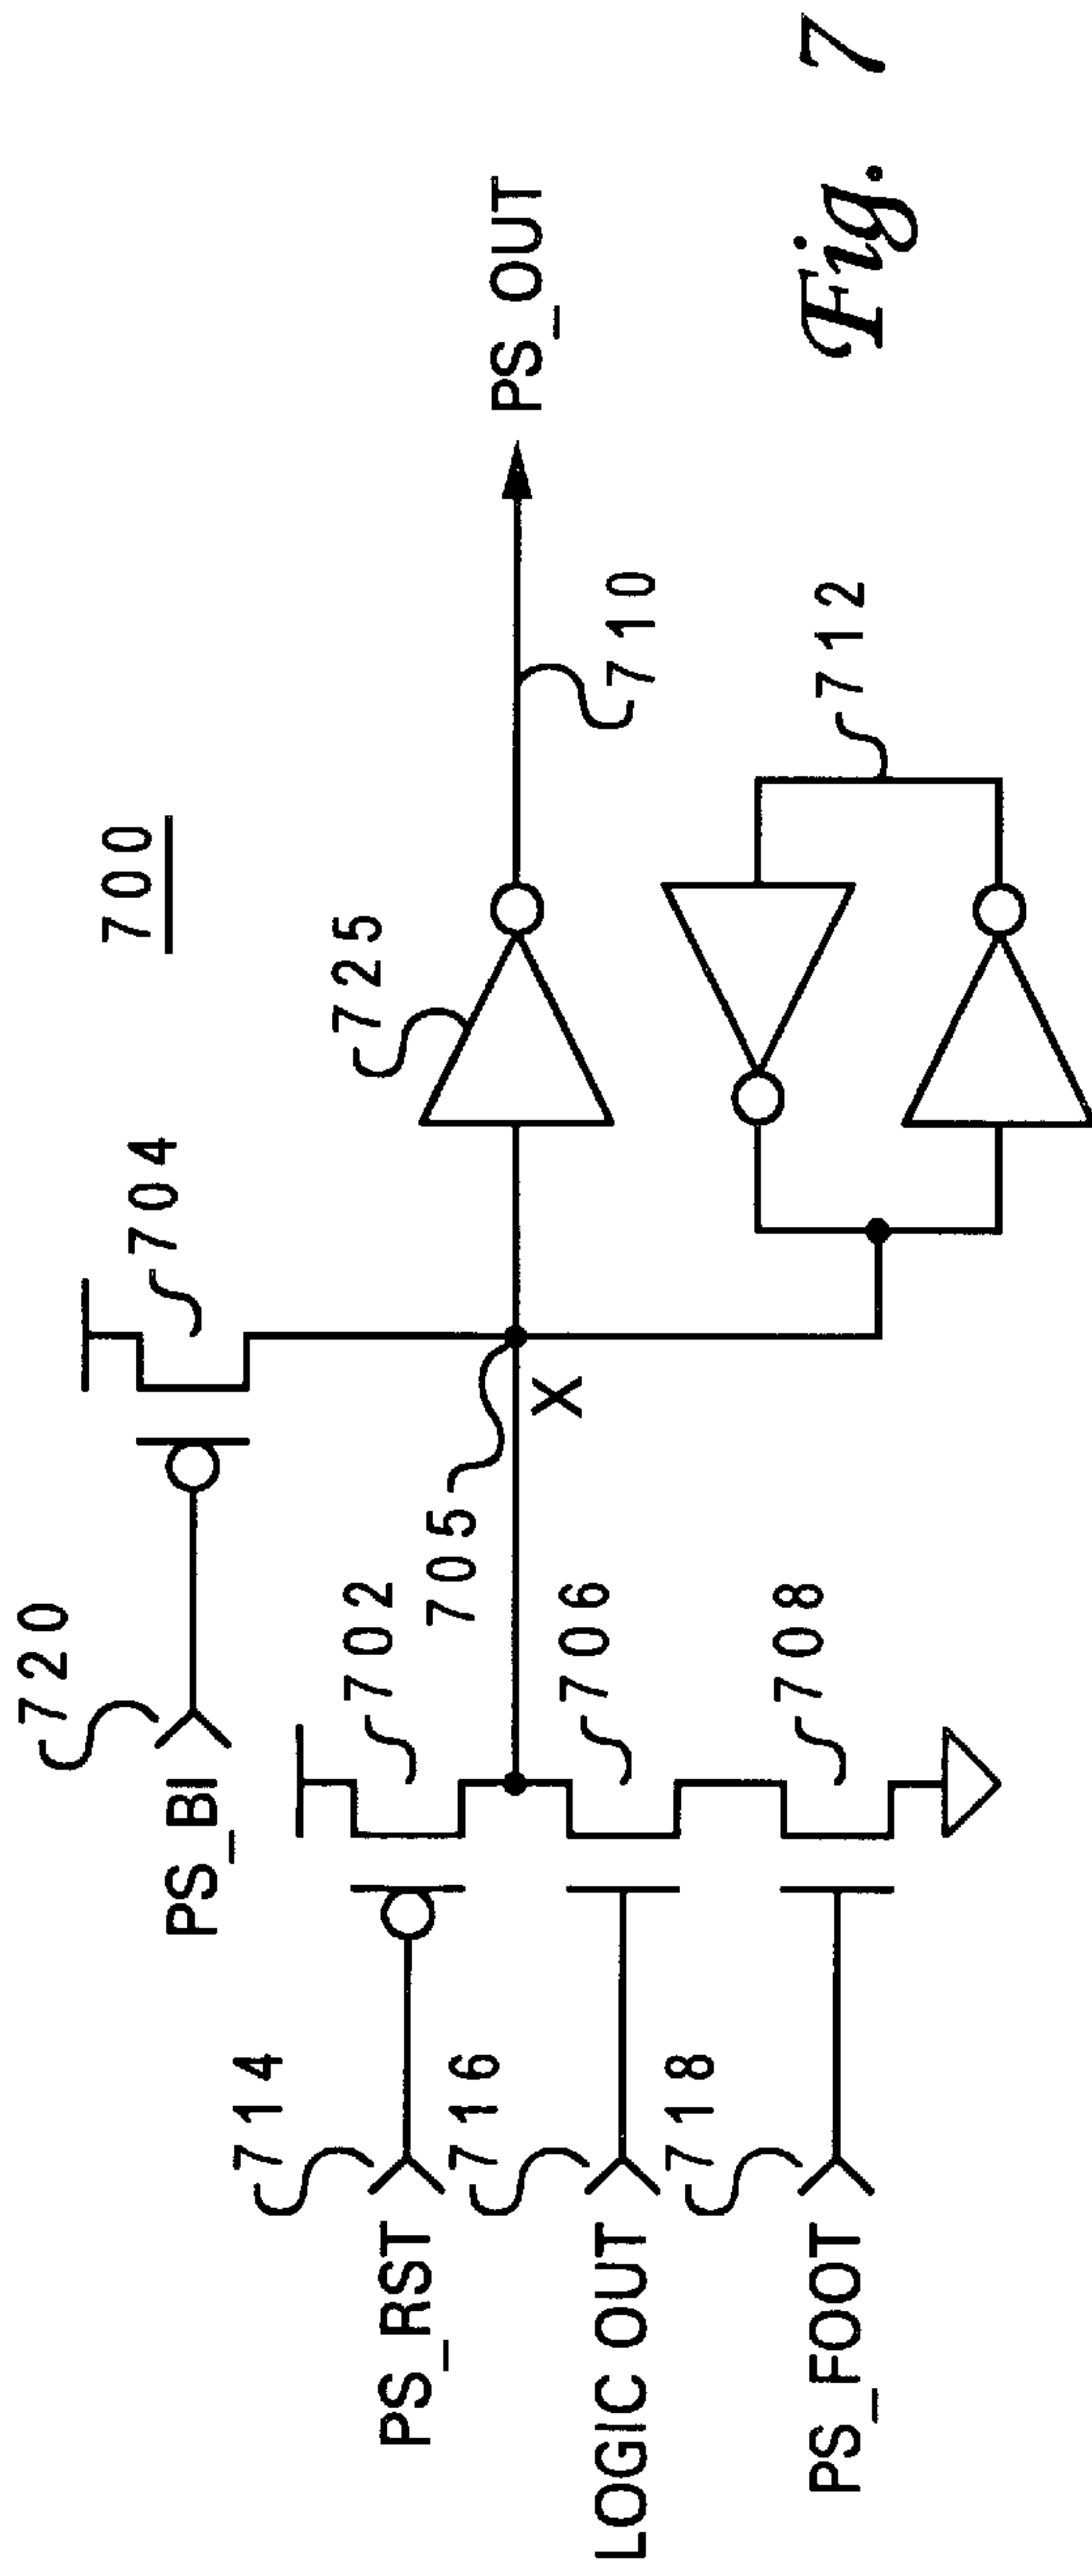 700
720
PS_BI
704
725
PS_OUT
714
PS_RST
702
705
X
710
716
LOGIC OUT
706
718
PS_FOOT
708
712
Fig. 7